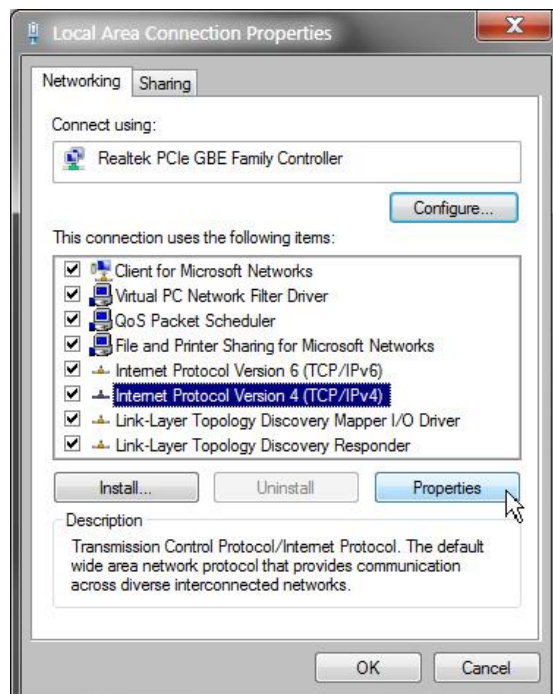 Local Area Connection Properties
Networking
Sharing
Connect using:
Realtek PCIe GBE Family Controller
Configure...
This connection uses the following items:
Client for Microsoft Networks
Virtual PC Network Filter Driver
QoS Packet Scheduler
File and Printer Sharing for Microsoft Networks
Internet Protocol Version 6 (TCP/IPv6)
Internet Protocol Version 4 (TCP/IPv4)
Link-Layer Topology Discovery Mapper I/O Driver
Link-Layer Topology Discovery Responder
Install...
Uninstall
Properties
Description
Transmission Control Protocol/Internet Protocol. The default
wide area network protocol that provides communication
across diverse interconnected networks.
OK
Cancel